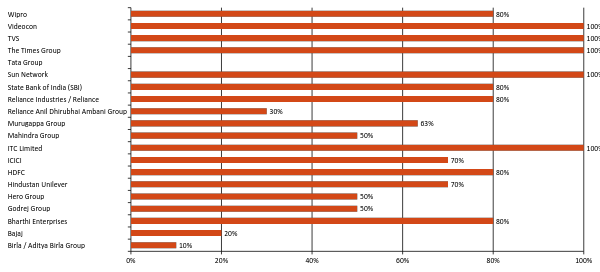 Wipro 80%
Videocon 100%
TVS 100%
The Times Group 100%
Tata Group
Sun Network 100%
State Bank of India (SBI) 80%
Reliance Industries / Reliance 80%
Reliance Anil Dhirubhai Ambani Group 30%
Murugappa Group 63%
Mahindra Group 50%
ITC Limited 100%
ICICI 70%
HDFC 80%
Hindustan Unilever 70%
Hero Group 50%
Godrej Group 50%
Bharthi Enterprises 80%
Bajaj 20%
Birla / Aditya Birla Group 10%
0% 20% 40% 60% 80% 100%